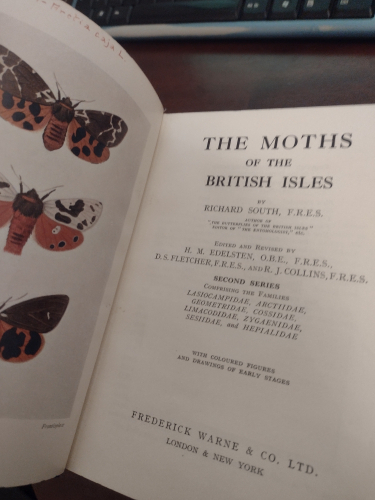 THE MOTHS
OF THE
BRITISH ISLES
BY
RICHARD SOUTH, F.R.E.S.
AUTHOR OF
"THE BUTTERFLIES OF THE BRITISH ISLES"
EDITOR OF "THE ENTOMOLOGIST," ETC.
EDITED AND REVISED BY
H. M. EDELSTEN, O.B.E., F.R.E.S.,
D. S. FLETCHER, F.R.E.S., AND R. J. COLLINS, F.R.E.S.
SECOND SERIES
COMPRISING THE FAMILIES
LASIOCAMPIDAE, ARCTIIDAE,
GEOMETRIDAE, COSSIDAE,
LIMACODIDAE, ZYGAENIDAE,
SESIIDAE, and HEPIALIDAE
WITH COLOURED FIGURES
AND DRAWINGS OF EARLY STAGES
FREDERICK WARNE & CO. LTD.
LONDON & NEW YORK
Frontispiece